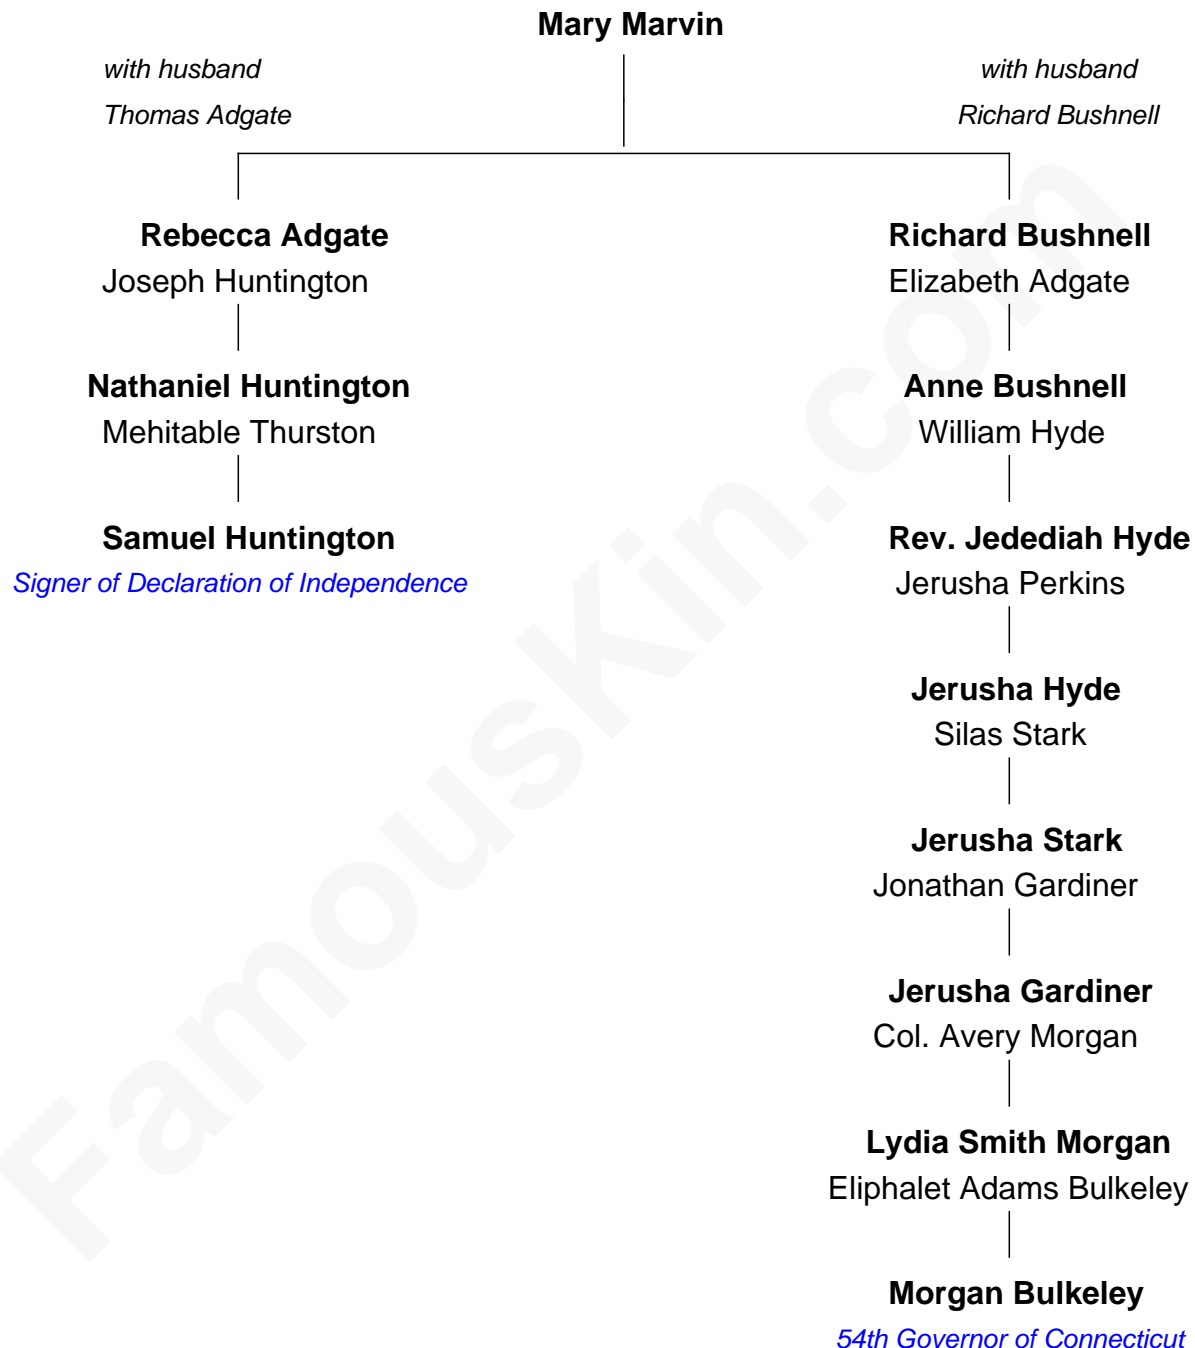 Mary Marvin
with husband
Thomas Adgate
with husband
Richard Bushnell
Rebecca Adgate
Joseph Huntington
Nathaniel Huntington
Mehitable Thurston
Samuel Huntington
Signer of Declaration of Independence
Richard Bushnell
Elizabeth Adgate
Anne Bushnell
William Hyde
Rev. Jedediah Hyde
Jerusha Perkins
Jerusha Hyde
Silas Stark
Jerusha Stark
Jonathan Gardiner
Jerusha Gardiner
Col. Avery Morgan
Lydia Smith Morgan
Eliphalet Adams Bulkeley
Morgan Bulkeley
54th Governor of Connecticut
FamousKin.com